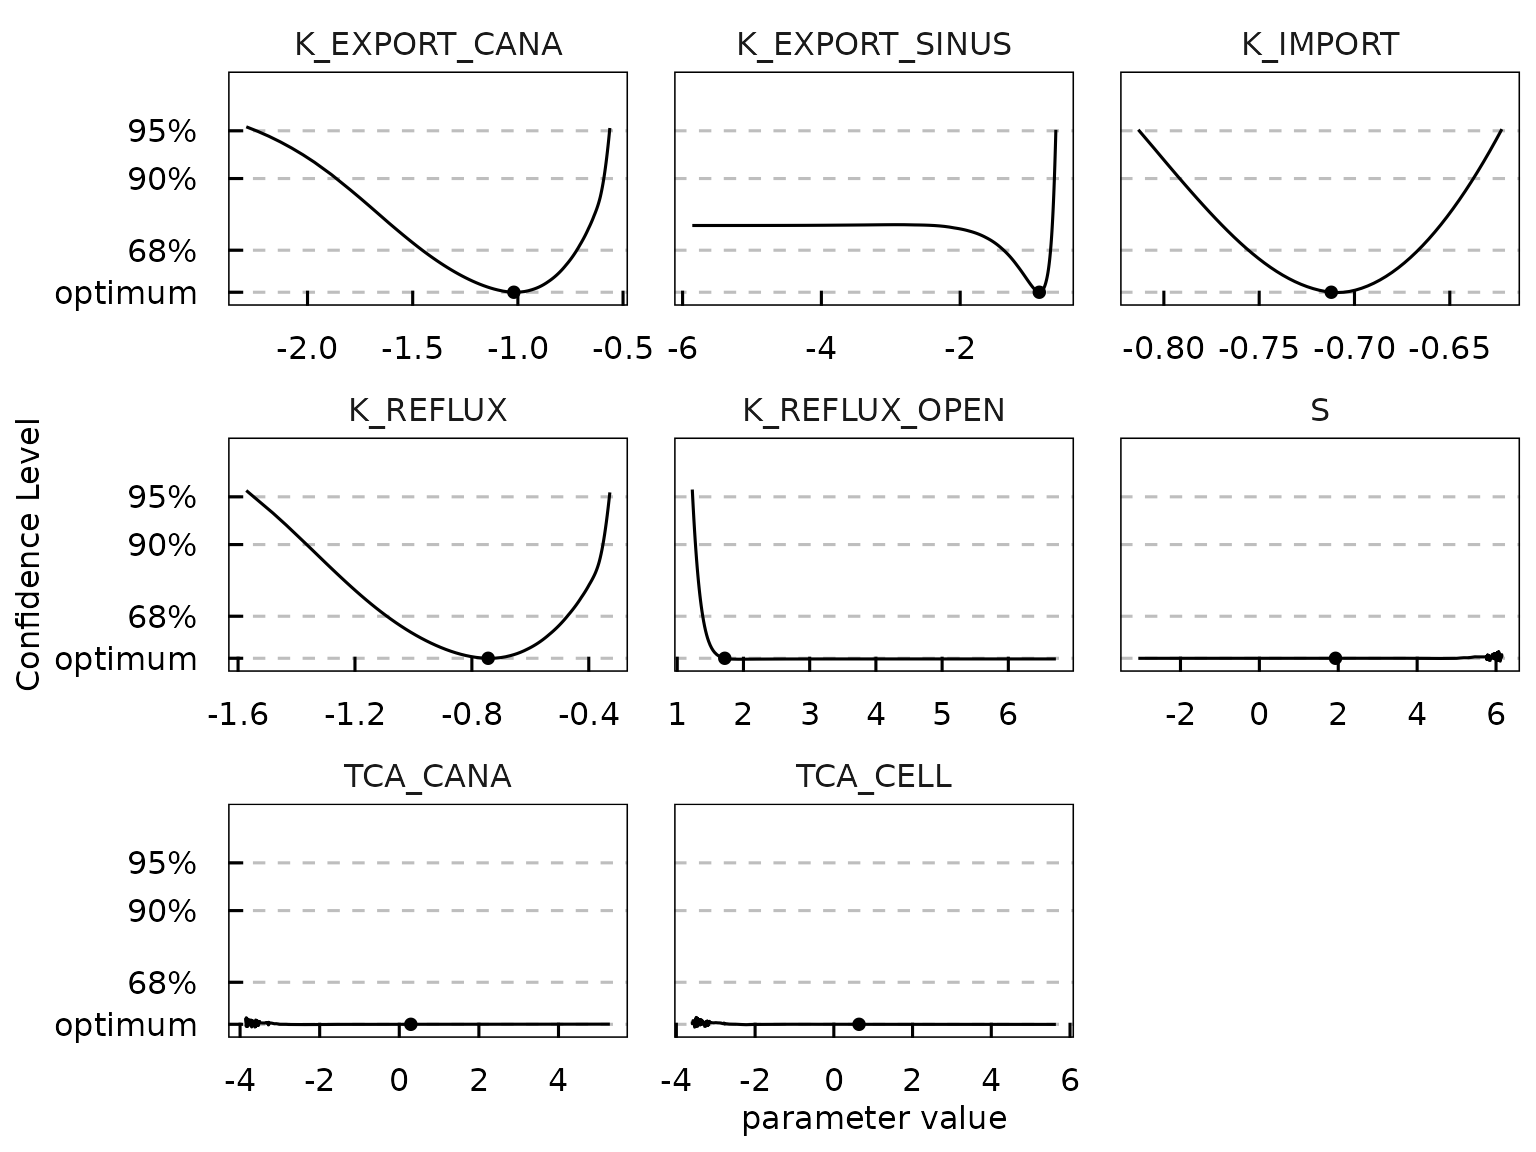 K_EXPORT_CANA K_EXPORT_SINUS K_IMPORT
95%
90%
68%
optimum
-2.0 -1.5 -1.0 -0.5 -6 -4 -2 -0.80 -0.75 -0.70 -0.65
K_REFLUX K_REFLUX_OPEN S
Confidence Level
95%
90%
68%
optimum
-1.6 -1.2 -0.8 -0.4 1 2 3 4 5 6 -2 0 2 4 6
TCA_CANA TCA_CELL
95%
90%
68%
optimum
-4 -2 0 2 4 -4 -2 0 2 4 6
parameter value